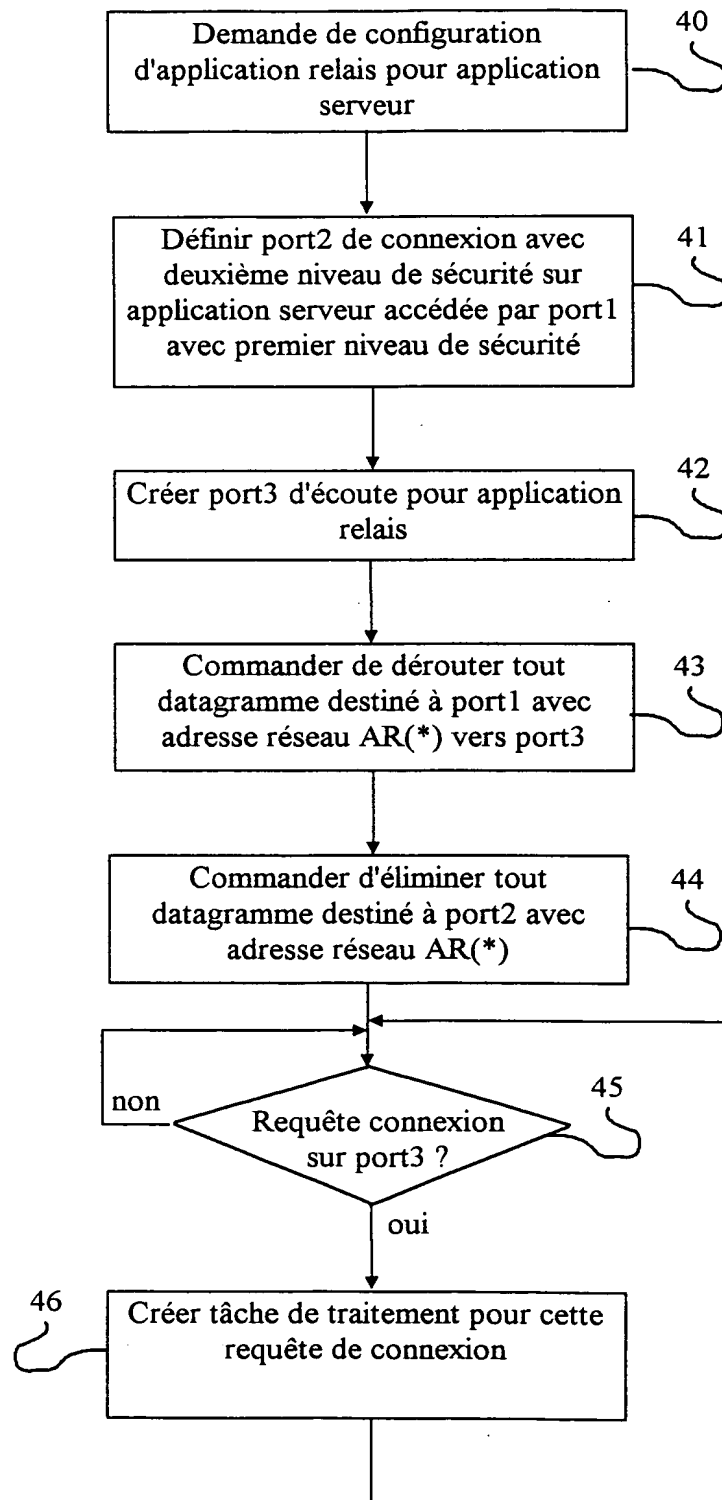 Demande de configuration
d'application relais pour application
serveur
40
Définir port2 de connexion avec
deuxième niveau de sécurité sur
application serveur accédée par port1
avec premier niveau de sécurité
41
Créer port3 d'écoute pour application
relais
42
Commander de dérouter tout
datagramme destiné à port1 avec
adresse réseau AR(*) vers port3
43
Commander d'éliminer tout
datagramme destiné à port2 avec
adresse réseau AR(*)
44
non
Requête connexion
sur port3 ?
45
oui
46
Créer tâche de traitement pour cette
requête de connexion